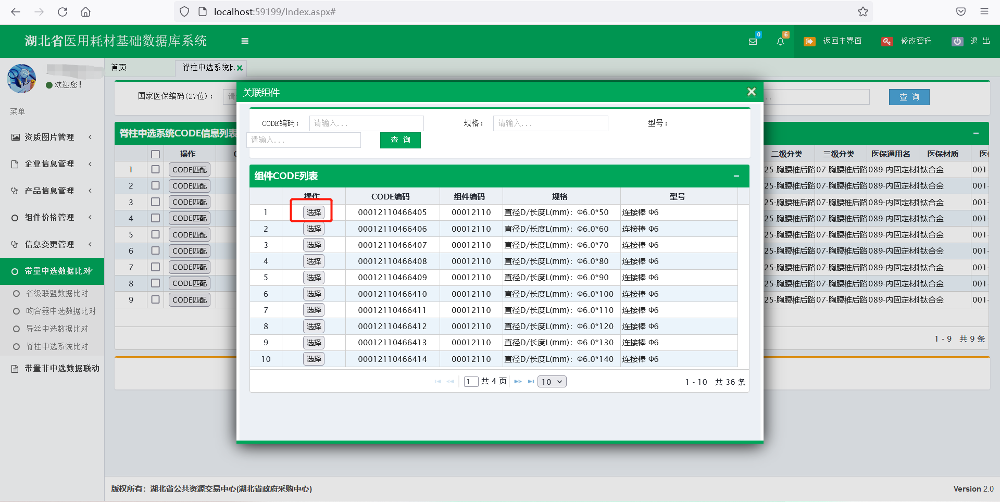 localhost:59199/Index.aspx#
湖北省医用耗材基础数据库系统
0
6
返回主界面
修改密码
退 出
欢迎您!
菜单
资质图片管理
企业信息管理
产品信息管理
组件价格管理
信息变更管理
带量中选数据比对
省级联盟数据比对
吻合器中选数据比对
导丝中选数据比对
脊柱中选系统比对
带量非中选数据联动
首页
脊柱中选系统比.
国家医保编码(27位)：
查 询
脊柱中选系统CODE信息列表
操作
二级分类 三级分类 医保通用名 医保材质
1 CODE匹配 25-胸腰椎后路 07-胸腰椎后路 089-内固定材 钛合金 001-
2 CODE匹配 25-胸腰椎后路 07-胸腰椎后路 089-内固定材 钛合金 001-
3 CODE匹配 25-胸腰椎后路 07-胸腰椎后路 089-内固定材 钛合金 001-
4 CODE匹配 25-胸腰椎后路 07-胸腰椎后路 089-内固定材 钛合金 001-
5 CODE匹配 25-胸腰椎后路 07-胸腰椎后路 089-内固定材 钛合金 001-
6 CODE匹配 25-胸腰椎后路 07-胸腰椎后路 089-内固定材 钛合金 001-
7 CODE匹配 25-胸腰椎后路 07-胸腰椎后路 089-内固定材 钛合金 001-
8 CODE匹配 25-胸腰椎后路 07-胸腰椎后路 089-内固定材 钛合金 001-
9 CODE匹配 25-胸腰椎后路 07-胸腰椎后路 089-内固定材 钛合金 001-
1 - 9 共 9 条
关联组件
CODE编码： 请输入... 规格： 请输入... 型号：
请输入... 查 询
组件CODE列表
操作 CODE编码 组件编码 规格 型号
1 选择 00012110466405 00012110 直径D/长度L(mm)：Φ6.0*50 连接棒 Φ6
2 选择 00012110466406 00012110 直径D/长度L(mm)：Φ6.0*60 连接棒 Φ6
3 选择 00012110466407 00012110 直径D/长度L(mm)：Φ6.0*70 连接棒 Φ6
4 选择 00012110466408 00012110 直径D/长度L(mm)：Φ6.0*80 连接棒 Φ6
5 选择 00012110466409 00012110 直径D/长度L(mm)：Φ6.0*90 连接棒 Φ6
6 选择 00012110466410 00012110 直径D/长度L(mm)：Φ6.0*100 连接棒 Φ6
7 选择 00012110466411 00012110 直径D/长度L(mm)：Φ6.0*110 连接棒 Φ6
8 选择 00012110466412 00012110 直径D/长度L(mm)：Φ6.0*120 连接棒 Φ6
9 选择 00012110466413 00012110 直径D/长度L(mm)：Φ6.0*130 连接棒 Φ6
10 选择 00012110466414 00012110 直径D/长度L(mm)：Φ6.0*140 连接棒 Φ6
1 共 4 页 10 1 - 10 共 36 条
版权所有：湖北省公共资源交易中心(湖北省政府采购中心)
Version 2.0